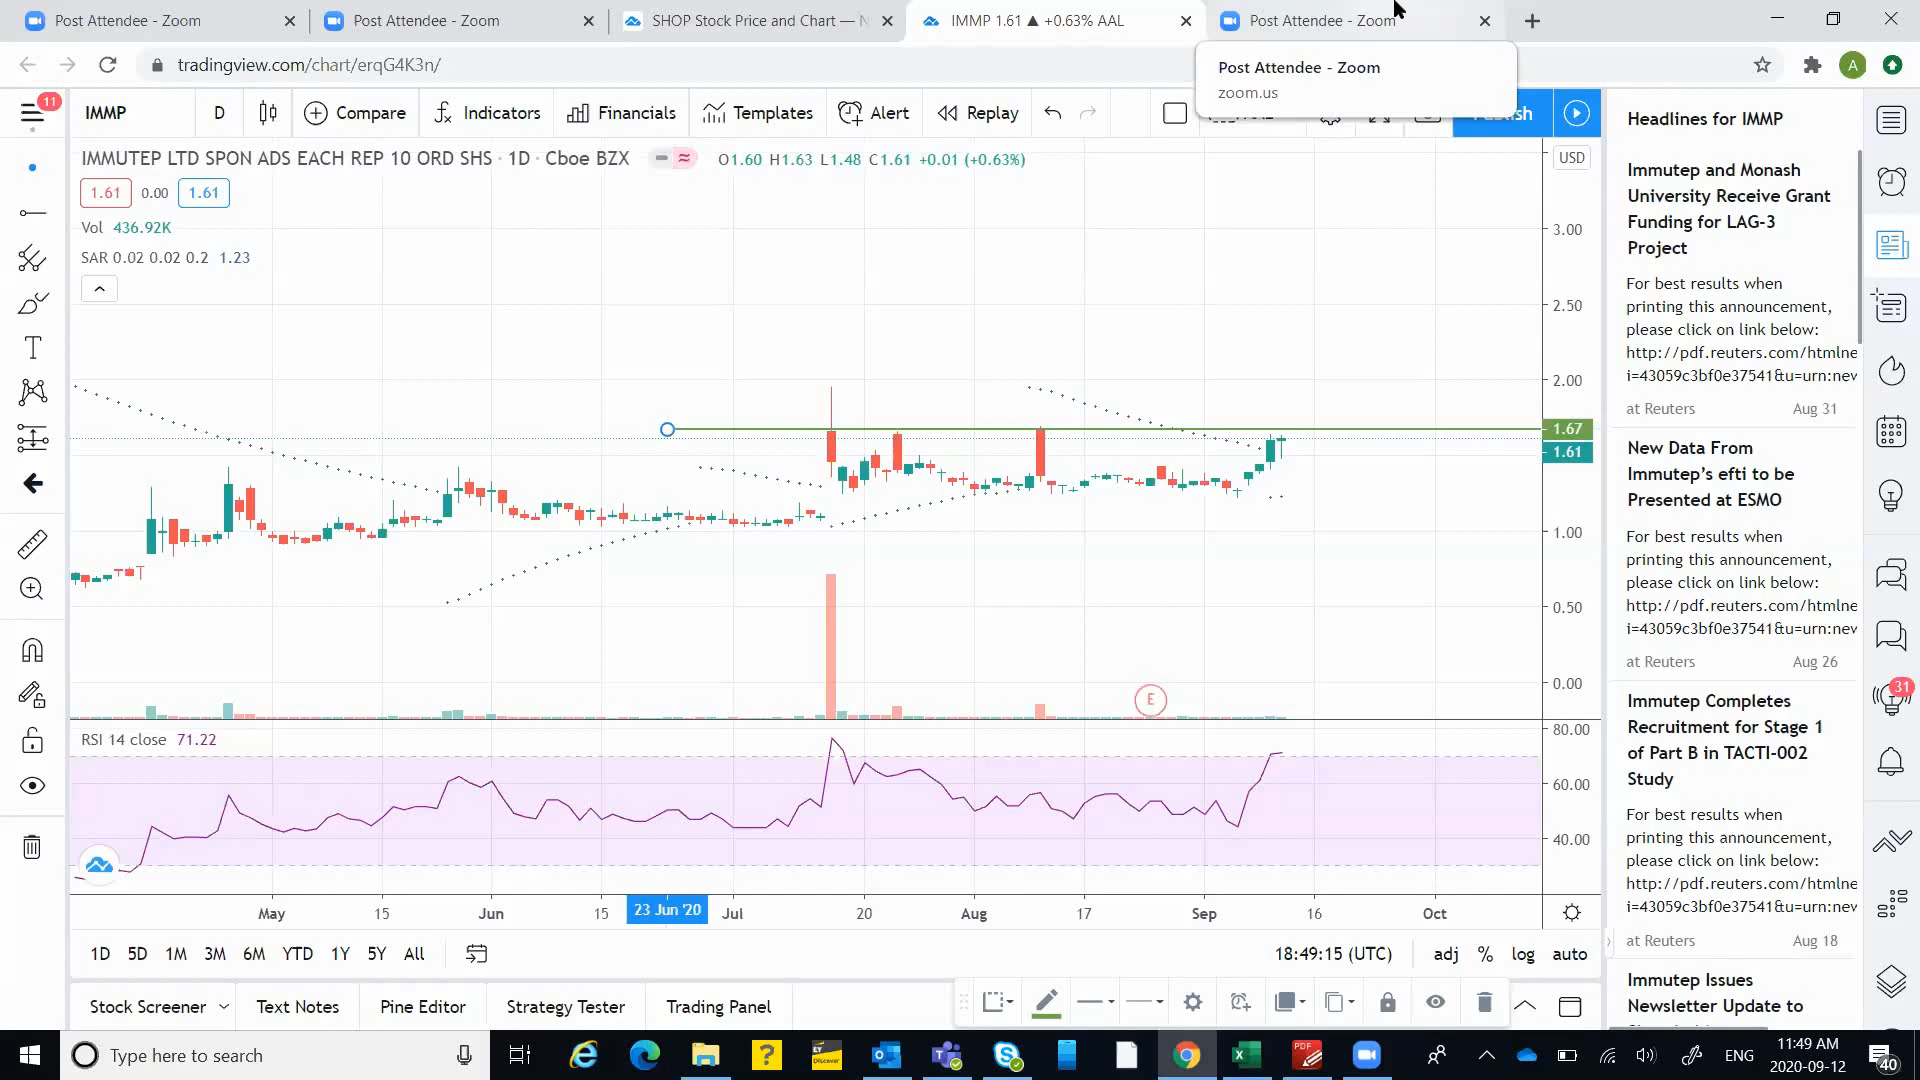 Post Attendee - Zoom
Post Attendee - Zoom
SHOP Stock Price and Chart — N
IMMP 1.61 ▲ +0.63% AAL
Post Attendee - Zoom
tradingview.com/chart/erqG4K3n/
A
Post Attendee - Zoom
zoom.us
11
IMMP
D
Compare
Indicators
Financials
Templates
Alert
Replay
IMMUTEP LTD SPON ADS EACH REP 10 ORD SHS · 1D · Cboe BZX
O1.60 H1.63 L1.48 C1.61 +0.01 (+0.63%)
USD
1.61 0.00 1.61
Vol 436.92K
SAR 0.02 0.02 0.2 1.23
3.00
2.50
2.00
1.67
1.61
1.00
0.50
0.00
E
RSI 14 close 71.22
80.00
60.00
40.00
May 15 Jun 15 23 Jun '20 Jul 20 Aug 17 Sep 16 Oct
1D 5D 1M 3M 6M YTD 1Y 5Y All
18:49:15 (UTC) adj % log auto
Stock Screener Text Notes Pine Editor Strategy Tester Trading Panel
Headlines for IMMP
Immutep and Monash
University Receive Grant
Funding for LAG-3
Project
For best results when
printing this announcement,
please click on link below:
http://pdf.reuters.com/htmlne
i=43059c3bf0e37541&u=urn:new
at Reuters Aug 31
New Data From
Immutep’s efti to be
Presented at ESMO
For best results when
printing this announcement,
please click on link below:
http://pdf.reuters.com/htmlne
i=43059c3bf0e37541&u=urn:new
at Reuters Aug 26
Immutep Completes
Recruitment for Stage 1
of Part B in TACTI-002
Study
For best results when
printing this announcement,
please click on link below:
http://pdf.reuters.com/htmlne
i=43059c3bf0e37541&u=urn:new
at Reuters Aug 18
Immutep Issues
Newsletter Update to
31
Type here to search
ENG
11:49 AM
2020-09-12
40